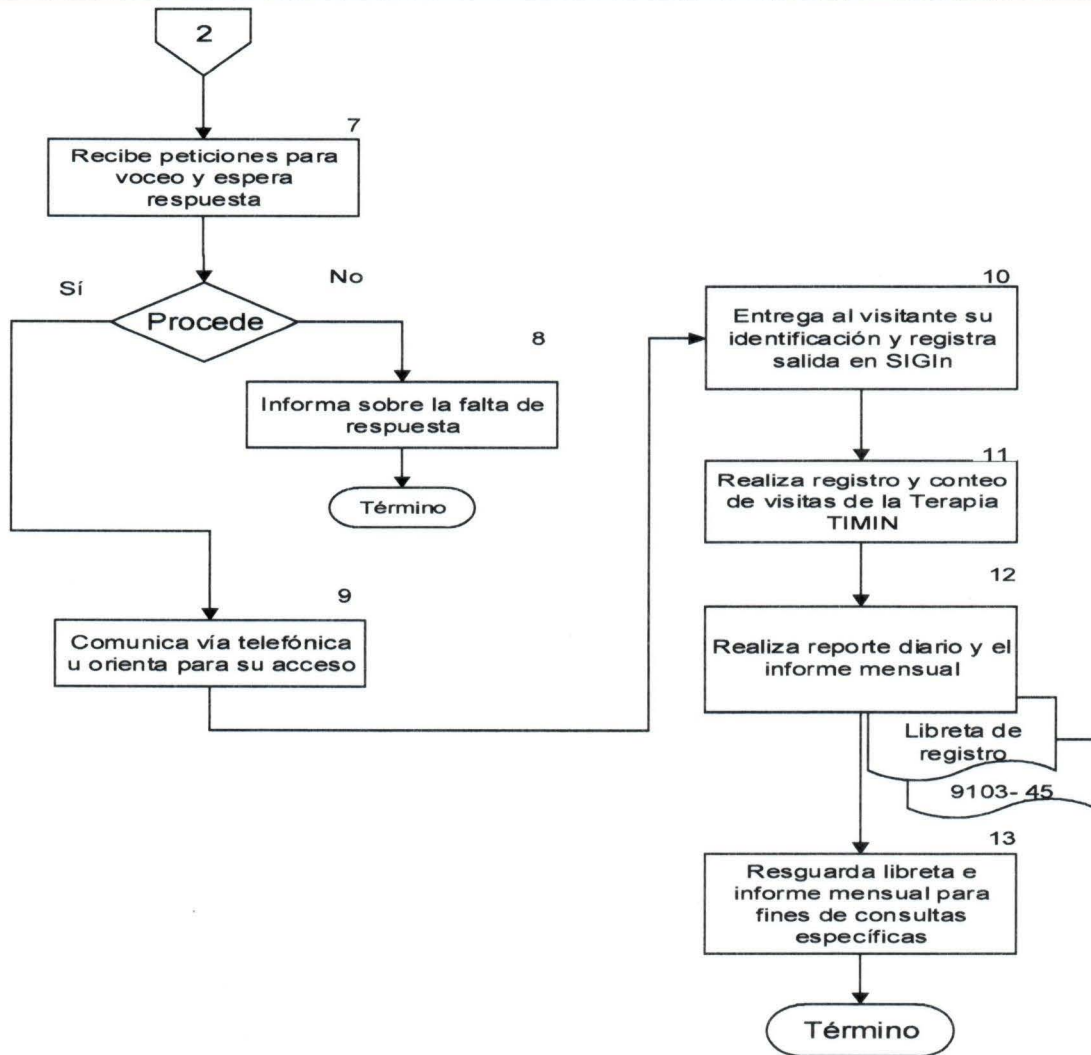 2
7
Recibe peticiones para
voceo y espera
respuesta
Sí
No
Procede
8
Informa sobre la falta de
respuesta
Término
9
Comunica vía telefónica
u orienta para su acceso
10
Entrega al visitante su
identificación y registra
salida en SIGIn
11
Realiza registro y conteo
de visitas de la Terapia
TIMIN
12
Realiza reporte diario y el
informe mensual
Libreta de
registro
9103- 45
13
Resguarda libreta e
informe mensual para
fines de consultas
específicas
Término